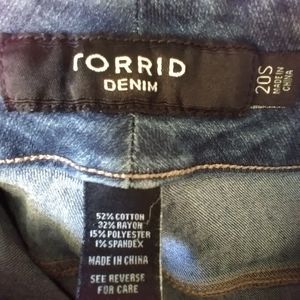 TORRID
DENIM
20S
MADE IN
CHINA
52% COTTON
32% RAYON
15% POLYESTER
1% SPANDEX
MADE IN CHINA
SEE REVERSE
FOR CARE